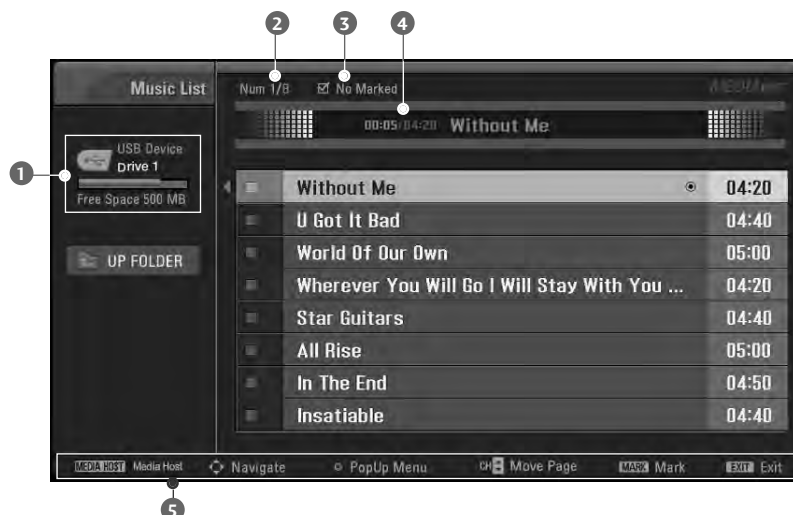 2 3 4
Music List
Num 1/8 No Marked
00:05/04:20 Without Me
1
USB Device
Drive 1
Free Space 500 MB
UP FOLDER
Without Me 04:20
U Got It Bad 04:40
World Of Our Own 05:00
Wherever You Will Go I Will Stay With You ... 04:20
Star Guitars 04:40
All Rise 05:00
In The End 04:50
Insatiable 04:40
MEDIA HOST Media Host Navigate PopUp Menu CH Move Page MARK Mark EXIT Exit
5